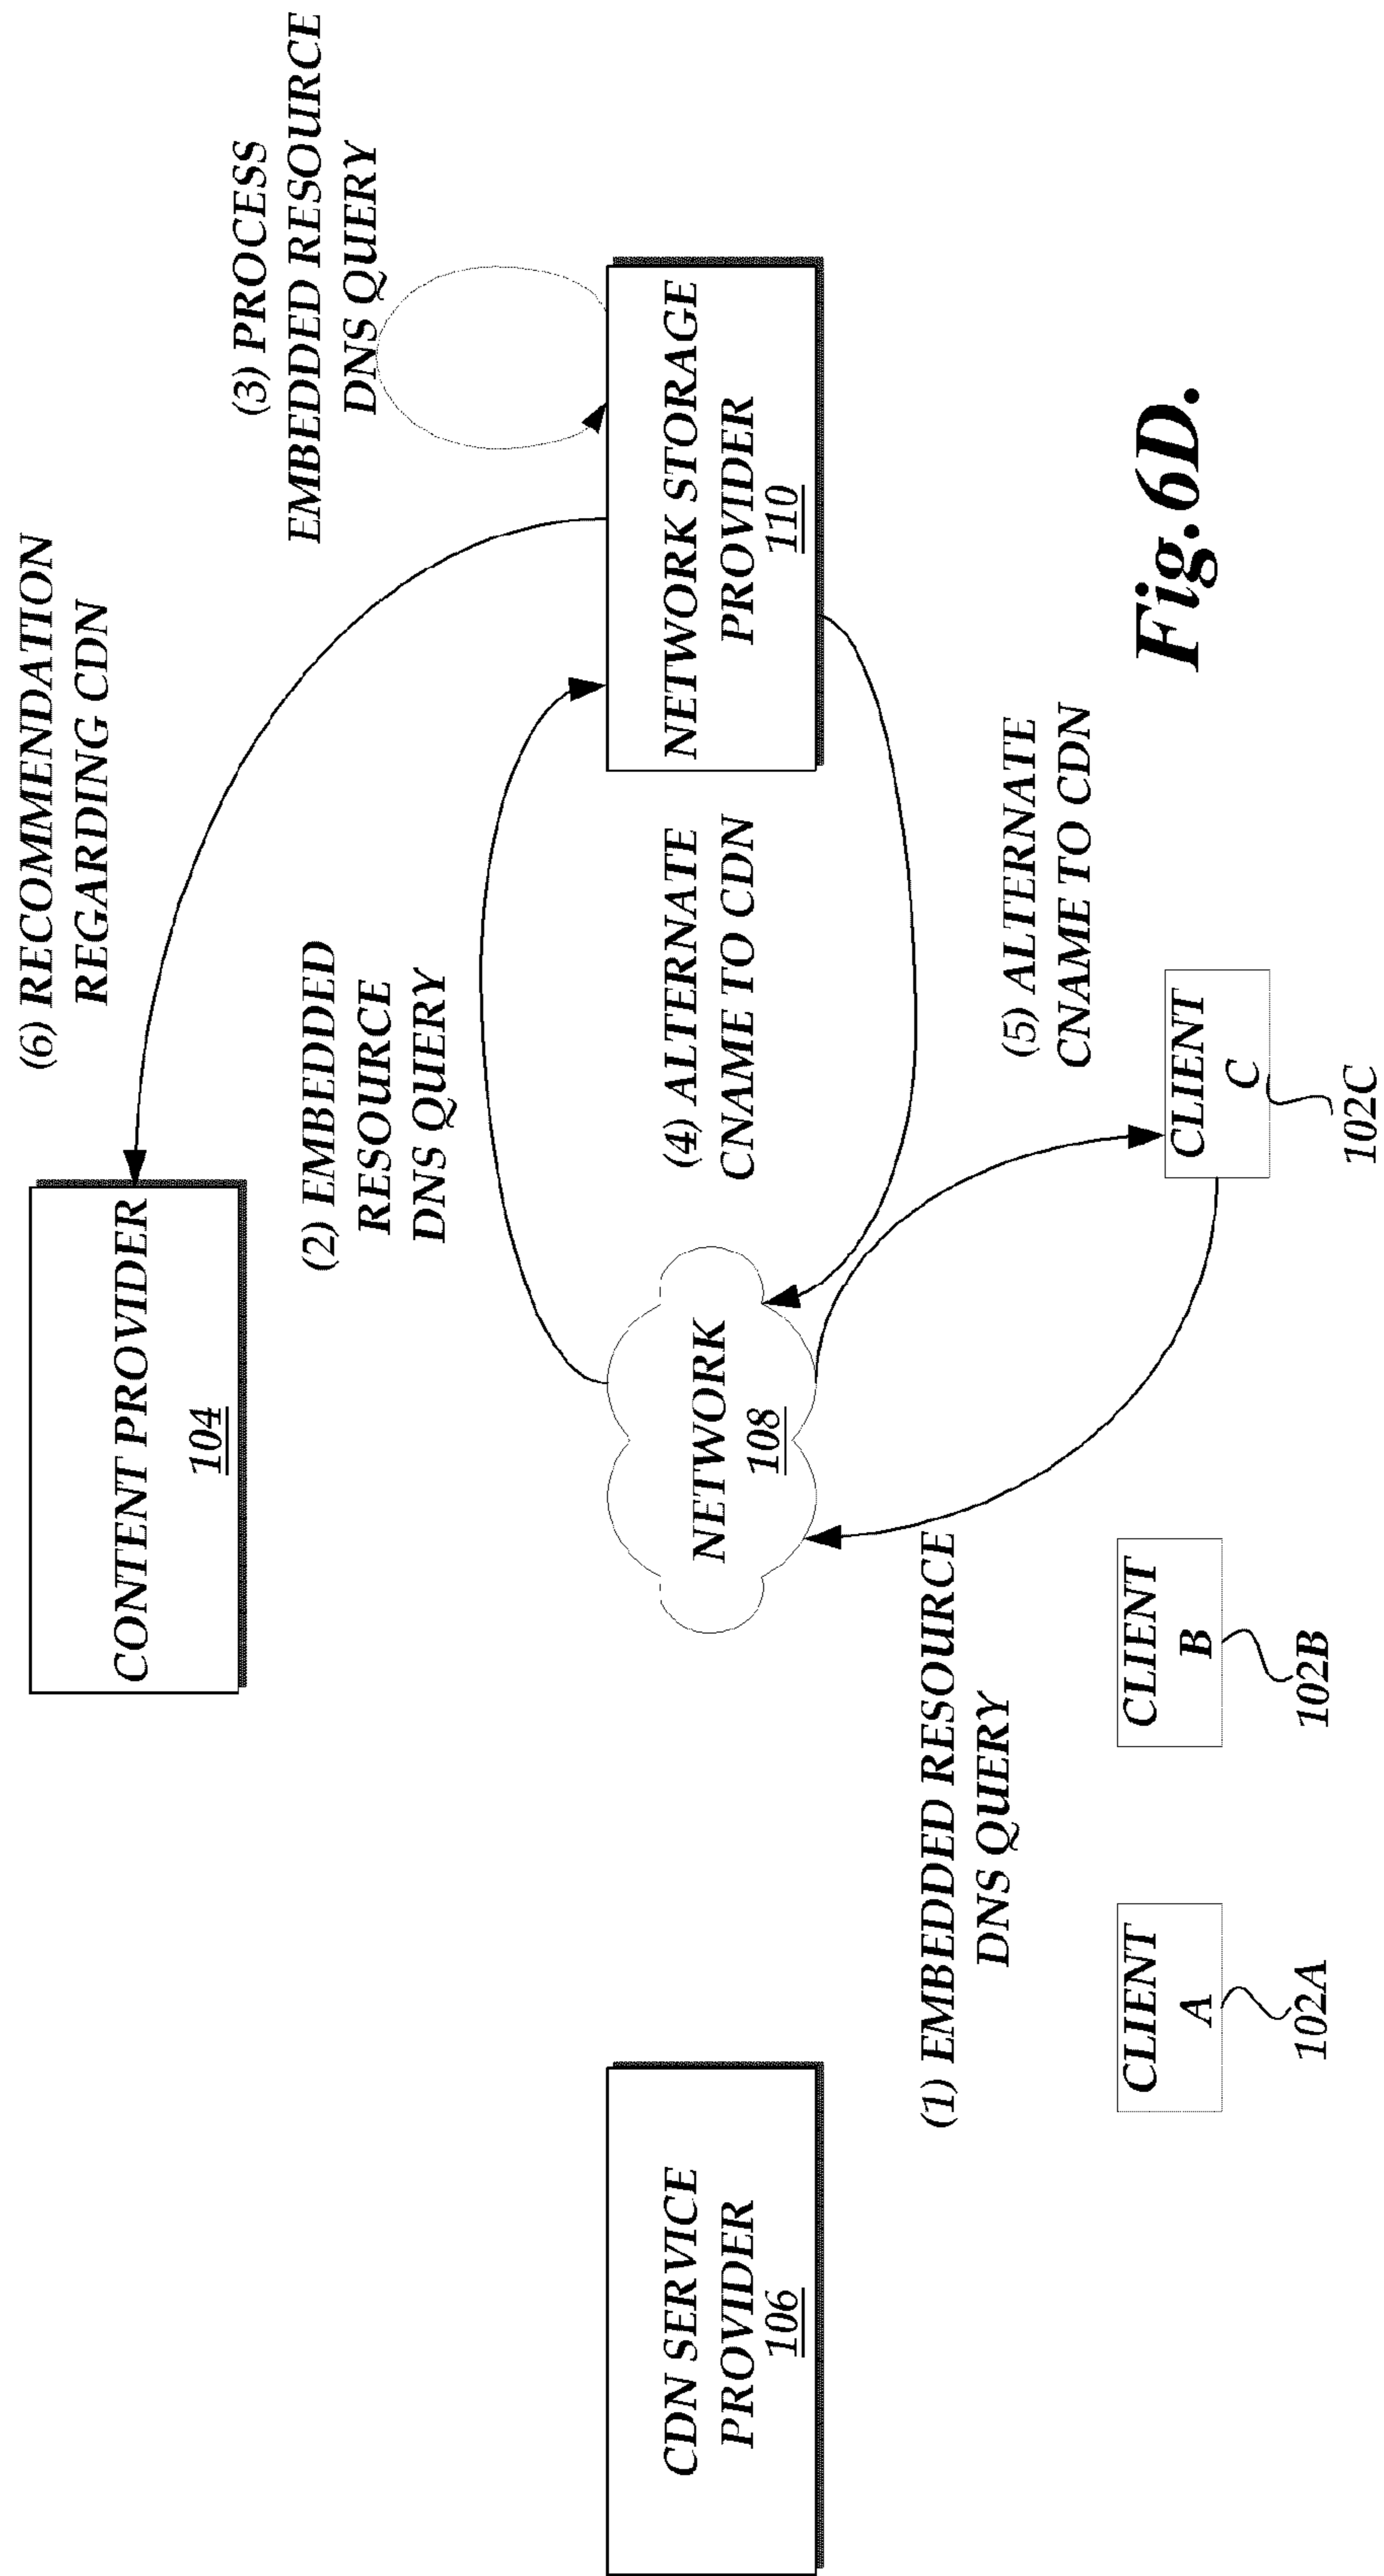 (6) RECOMMENDATION
REGARDING CDN
CONTENT PROVIDER
104
(3) PROCESS
EMBEDDED RESOURCE
DNS QUERY
(2) EMBEDDED
RESOURCE
DNS QUERY
CDN SERVICE
PROVIDER
106
NETWORK
108
(4) ALTERNATE
CNAME TO CDN
NETWORK STORAGE
PROVIDER
110
(1) EMBEDDED RESOURCE
DNS QUERY
(5) ALTERNATE
CNAME TO CDN
CLIENT
A
102A
CLIENT
B
102B
CLIENT
C
102C
Fig.6D.